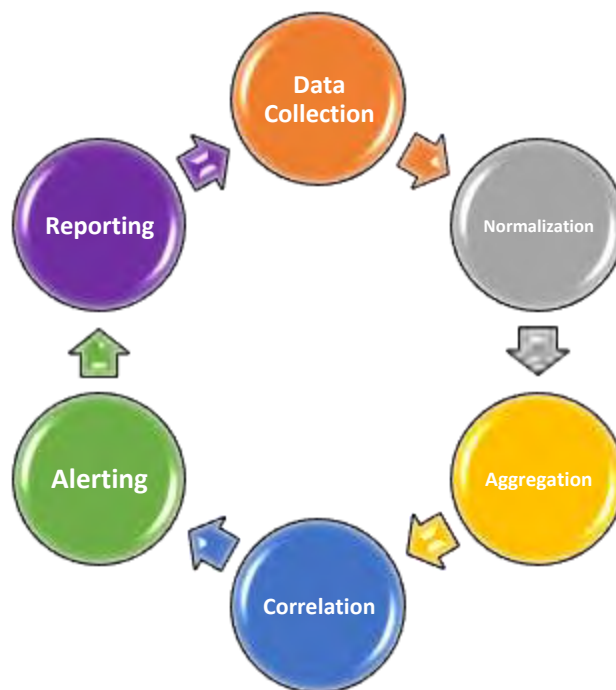 Data
Collection
Normalization
Aggregation
Correlation
Alerting
Reporting